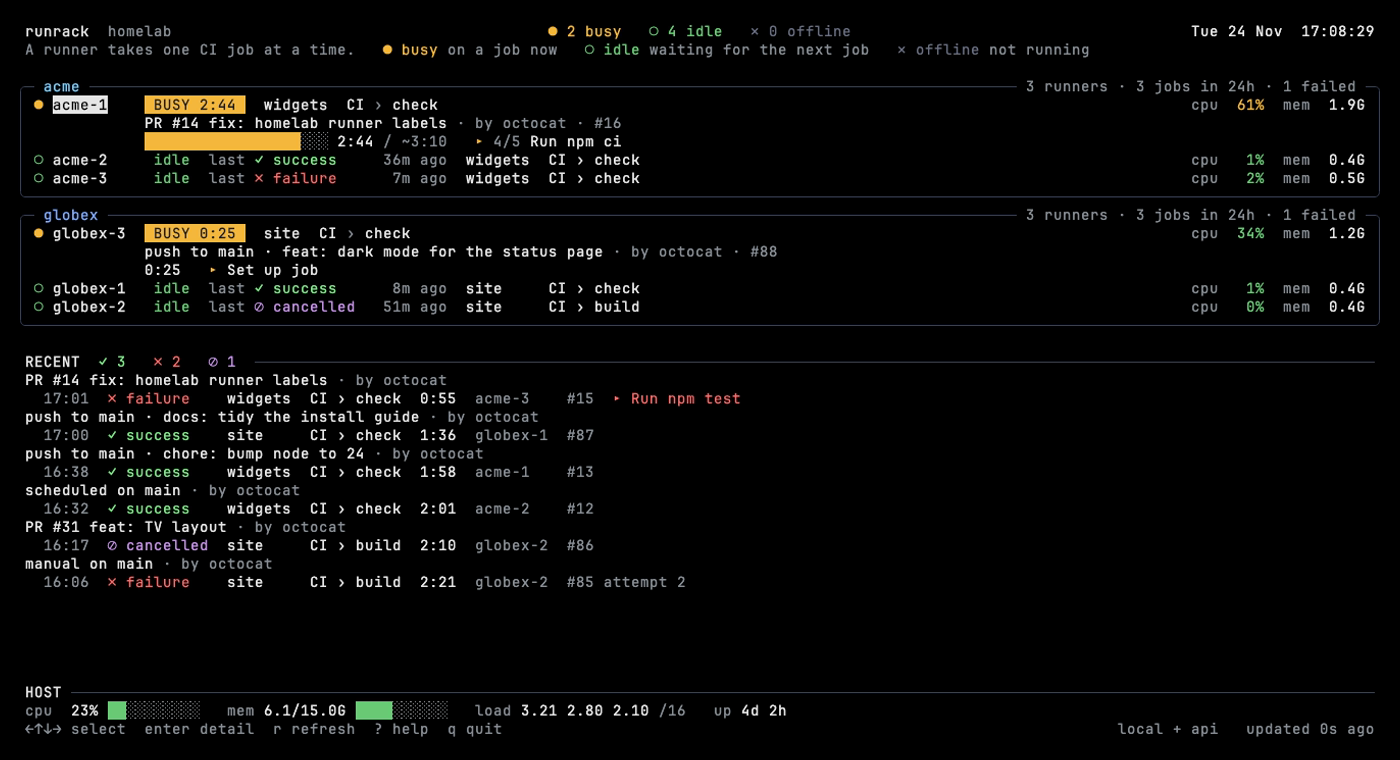 runrack homelab ● 2 busy ○ 4 idle × 0 offline Tue 24 Nov 17:08:29
A runner takes one CI job at a time. ● busy on a job now ○ idle waiting for the next job × offline not running
acme 3 runners · 3 jobs in 24h · 1 failed
● acme-1 BUSY 2:44 widgets CI › check cpu 61% mem 1.9G
PR #14 fix: homelab runner labels · by octocat · #16
2:44 / ~3:10 ▸ 4/5 Run npm ci
○ acme-2 idle last ✓ success 36m ago widgets CI › check cpu 1% mem 0.4G
○ acme-3 idle last × failure 7m ago widgets CI › check cpu 2% mem 0.5G
globex 3 runners · 3 jobs in 24h · 1 failed
● globex-3 BUSY 0:25 site CI › check cpu 34% mem 1.2G
push to main · feat: dark mode for the status page · by octocat · #88
0:25 ▸ Set up job
○ globex-1 idle last ✓ success 8m ago site CI › check cpu 1% mem 0.4G
○ globex-2 idle last ⊘ cancelled 51m ago site CI › build cpu 0% mem 0.4G
RECENT ✓ 3 × 2 ⊘ 1
PR #14 fix: homelab runner labels · by octocat
17:01 × failure widgets CI › check 0:55 acme-3 #15 ▸ Run npm test
push to main · docs: tidy the install guide · by octocat
17:00 ✓ success site CI › check 1:36 globex-1 #87
push to main · chore: bump node to 24 · by octocat
16:38 ✓ success widgets CI › check 1:58 acme-1 #13
scheduled on main · by octocat
16:32 ✓ success widgets CI › check 2:01 acme-2 #12
PR #31 feat: TV layout · by octocat
16:17 ⊘ cancelled site CI › build 2:10 globex-2 #86
manual on main · by octocat
16:06 × failure site CI › build 2:21 globex-2 #85 attempt 2
HOST
cpu 23% mem 6.1/15.0G load 3.21 2.80 2.10 /16 up 4d 2h
←↑↓→ select enter detail r refresh ? help q quit local + api updated 0s ago